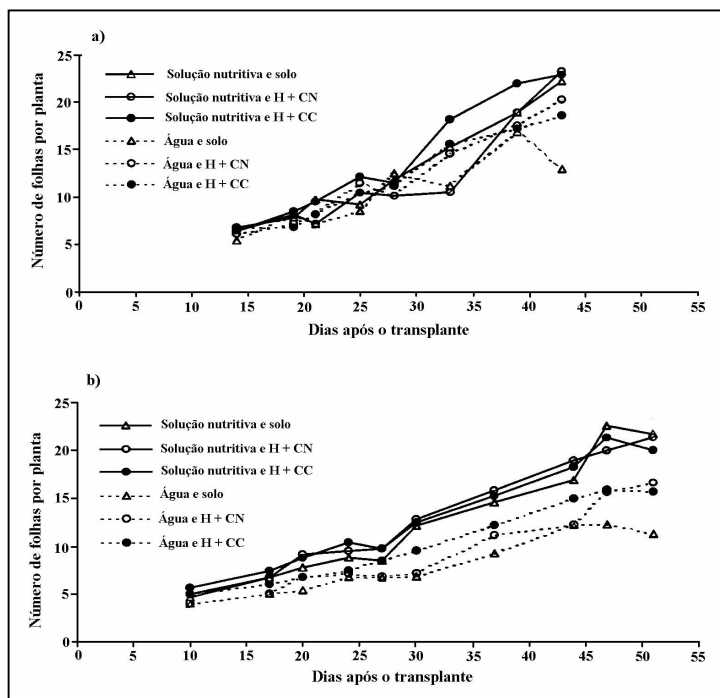 a)
Número de folhas por planta
25
20
15
10
5
0
Solução nutritiva e solo
Solução nutritiva e H + CN
Solução nutritiva e H + CC
Água e solo
Água e H + CN
Água e H + CC
0 5 10 15 20 25 30 35 40 45 50 55
Dias após o transplante
b)
Número de folhas por planta
25
20
15
10
5
0
Solução nutritiva e solo
Solução nutritiva e H + CN
Solução nutritiva e H + CC
Água e solo
Água e H + CN
Água e H + CC
0 5 10 15 20 25 30 35 40 45 50 55
Dias após o transplante